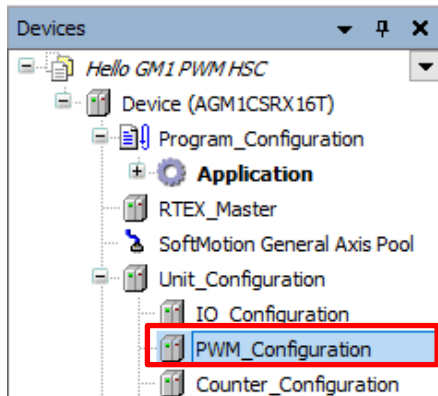 Devices
Hello GM1 PWM HSC
Device (AGM1CSRX16T)
Program_Configuration
Application
RTEX_Master
SoftMotion General Axis Pool
Unit_Configuration
IO_Configuration
PWM_Configuration
Counter_Configuration